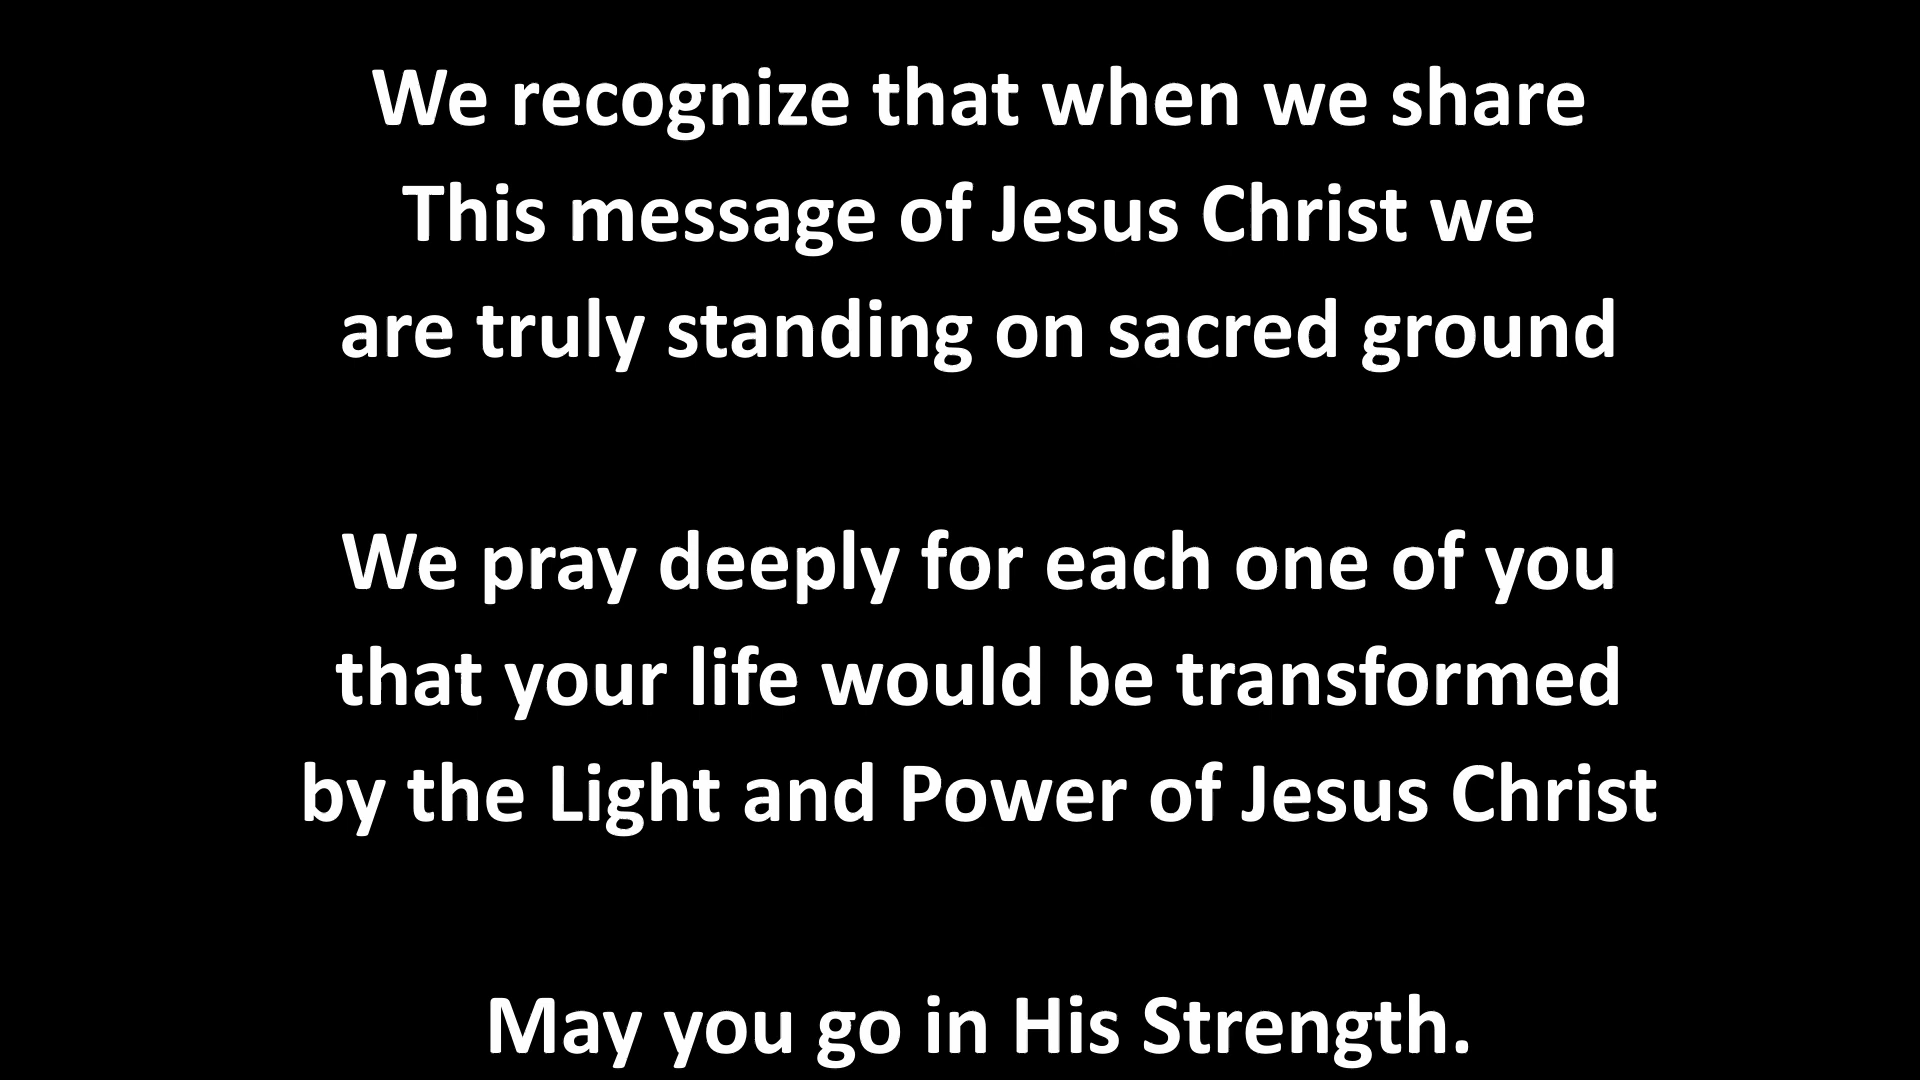 We recognize that when we share
This message of Jesus Christ we
are truly standing on sacred ground
We pray deeply for each one of you
that your life would be transformed
by the Light and Power of Jesus Christ
May you go in His Strength.